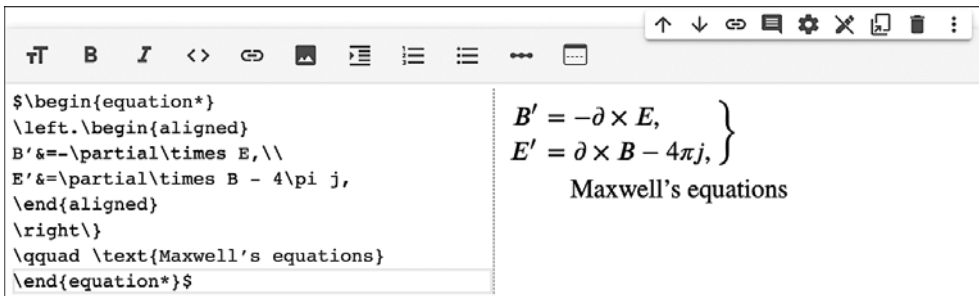 B I <>
$\begin{equation*}
\left.\begin{aligned}
B′&=-\partial\times E,\\
E′&=\partial\times B - 4\pi j,
\end{aligned}
\right\}
\qquad \text{Maxwell’s equations}
\end{equation*}$
B′ = −∂ × E,
E′ = ∂ × B − 4πj,
Maxwell’s equations